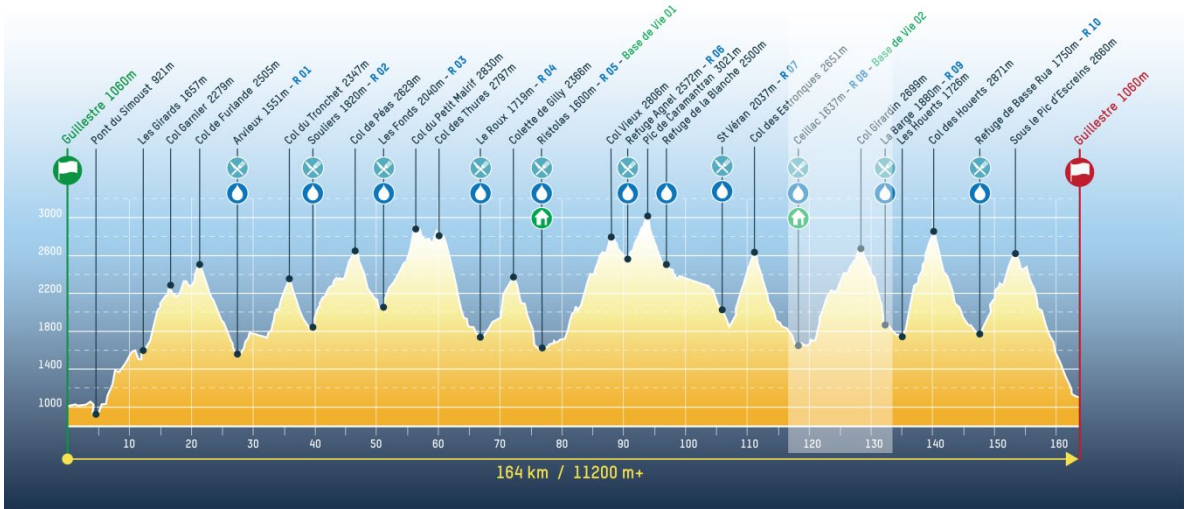 Guillestre 1060m
Pont du Simoust 921m
Les Girards 1657m
Col Garnier 2279m
Col de Furfande 2505m
Arvieux 1551m - R 01
Col du Tronchet 2347m
Souliers 1820m - R 02
Col de Péas 2629m
Les Fonds 2040m - R 03
Col du Petit Malrif 2830m
Col des Thures 2797m
Le Roux 1719m - R 04
Colette de Gilly 2366m
Ristolas 1600m - R 05 - Base de Vie 01
Col Vieux 2806m
Refuge Agnel 2572m - R 06
Pic de Caramantran 3021m
Refuge de la Blanche 2500m
St Véran 2037m - R 07
Col des Estronques 2651m
Ceillac 1637m - R 08 - Base de Vie 02
Col Girardin 2699m
La Barge 1880m - R 09
Les Houerts 1726m
Col des Houerts 2871m
Refuge de Basse Rua 1750m - R 10
Sous le Pic d'Escreins 2660m
Guillestre 1060m
3000
2600
2200
1800
1400
1000
10 20 30 40 50 60 70 80 90 100 110 120 130 140 150 160
164 km / 11200 m+